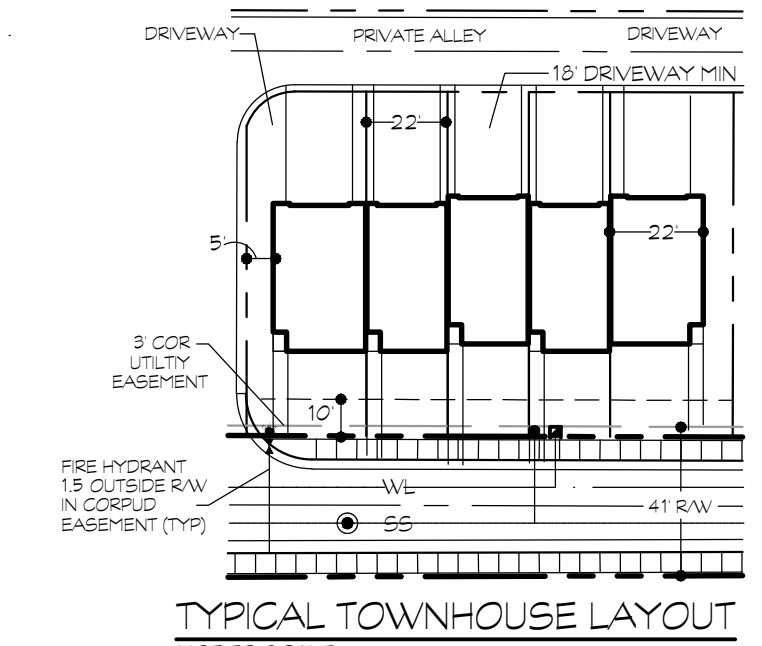 DRIVEWAY
PRIVATE ALLEY
DRIVEWAY
18' DRIVEWAY MIN
22'
22'
5'
3' COR
UTILTIY
EASEMENT
10'
FIRE HYDRANT
1.5 OUTSIDE R/W
IN CORPUD
EASEMENT (TYP)
WL
41' R/W
SS
TYPICAL TOWNHOUSE LAYOUT